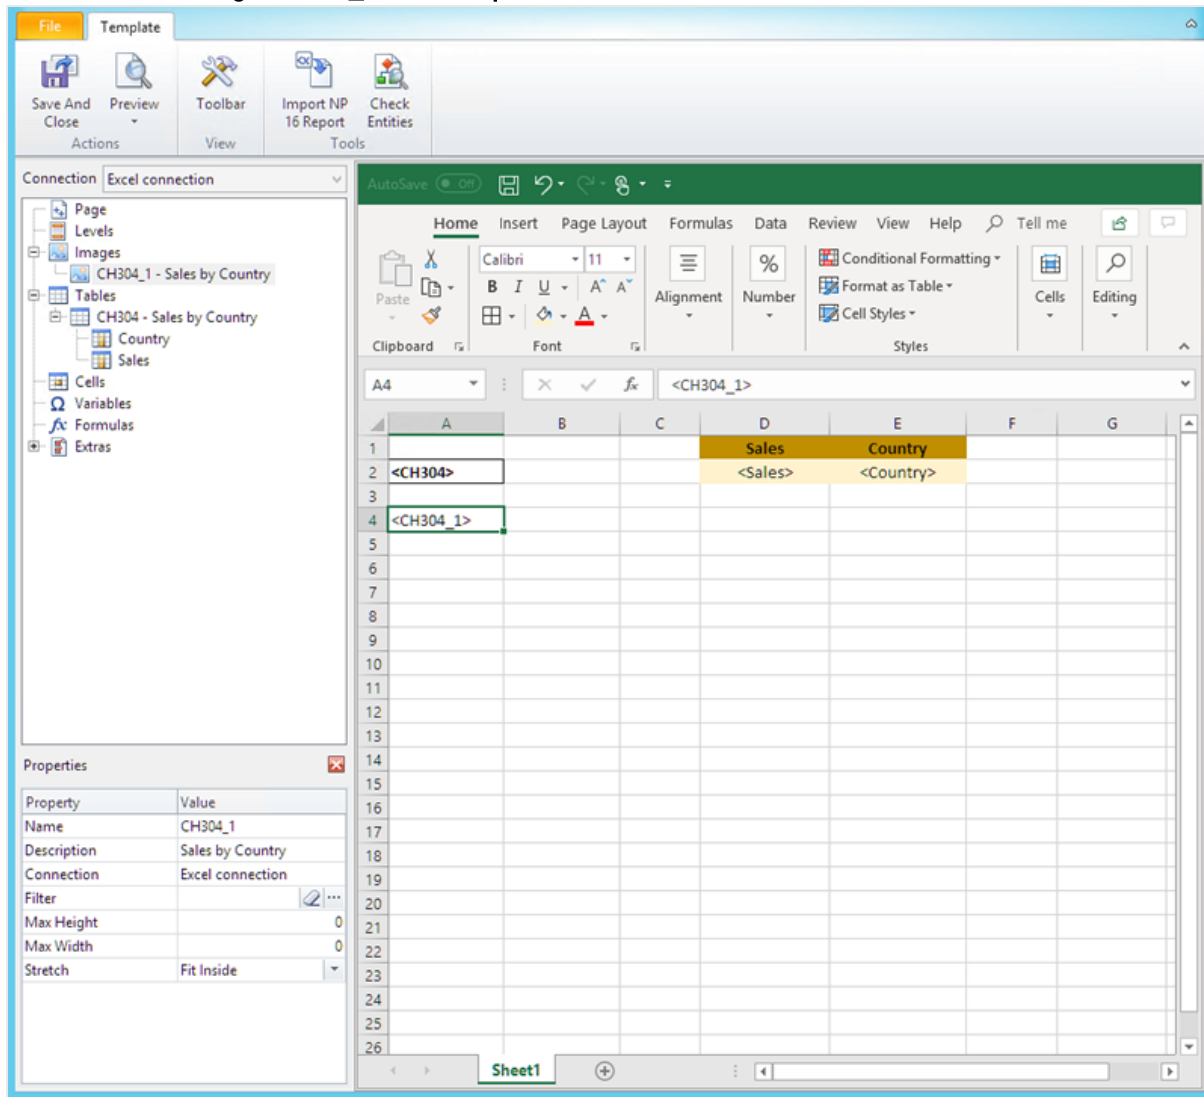 File Template
Save And Close
Preview
Toolbar
Import NP 16 Report
Check Entities
Actions View Tools
Connection Excel connection
Page
Levels
Images
CH304_1 - Sales by Country
Tables
CH304 - Sales by Country
Country
Sales
Cells
Variables
Formulas
Extras
Properties
Property Value
Name CH304_1
Description Sales by Country
Connection Excel connection
Filter
Max Height 0
Max Width 0
Stretch Fit Inside
AutoSave Off
Home Insert Page Layout Formulas Data Review View Help Tell me
Paste
Clipboard
Calibri 11
B I U A A
A
Font
Alignment
% Number
Conditional Formatting
Format as Table
Cell Styles
Styles
Cells
Editing
A4 fx <CH304_1>
A B C D E F G
1 Sales Country
2 <CH304> <Sales> <Country>
3
4 <CH304_1>
5
6
7
8
9
10
11
12
13
14
15
16
17
18
19
20
21
22
23
24
25
26
Sheet1